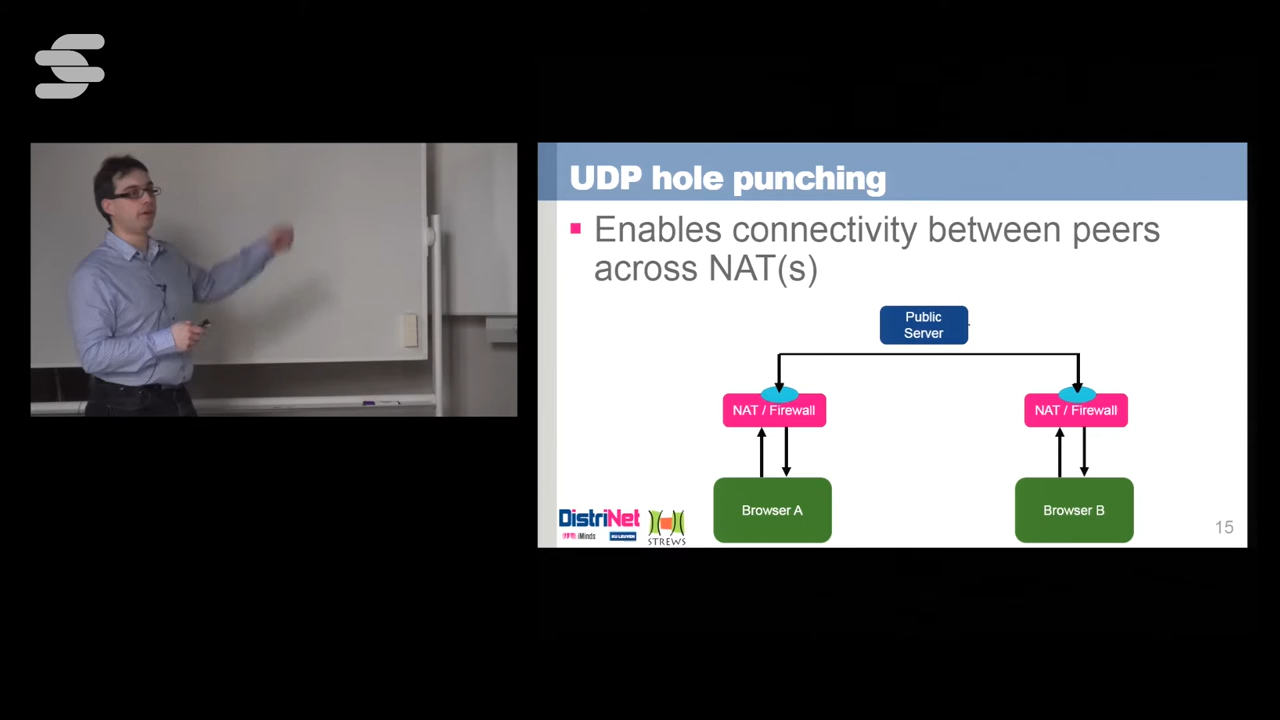 UDP hole punching
Enables connectivity between peers
across NAT(s)
Public
Server
NAT / Firewall
NAT / Firewall
Browser A
Browser B
DistriNet
iMinds
KU LEUVEN
STREWS
15